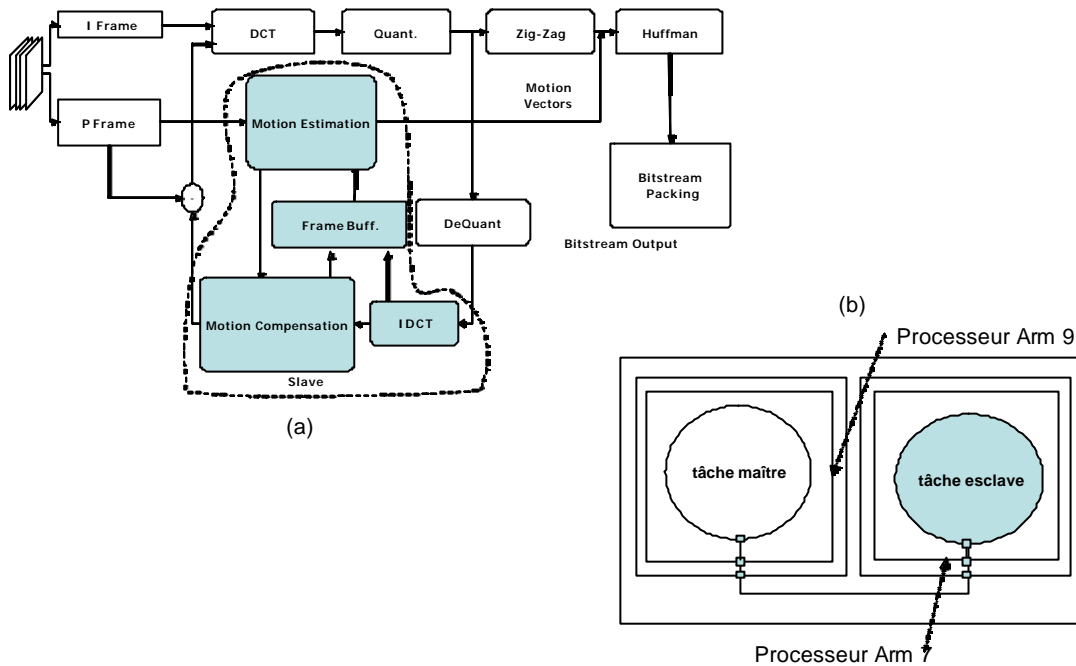 I Frame
DCT
Quant.
Zig-Zag
Huffman
P Frame
Motion Estimation
Motion
Vectors
-
Bitstream
Packing
Frame Buff.
DeQuant
Bitstream Output
Motion Compensation
IDCT
Slave
(a)
(b)
Processeur Arm 9
tâche maître
tâche esclave
Processeur Arm 7